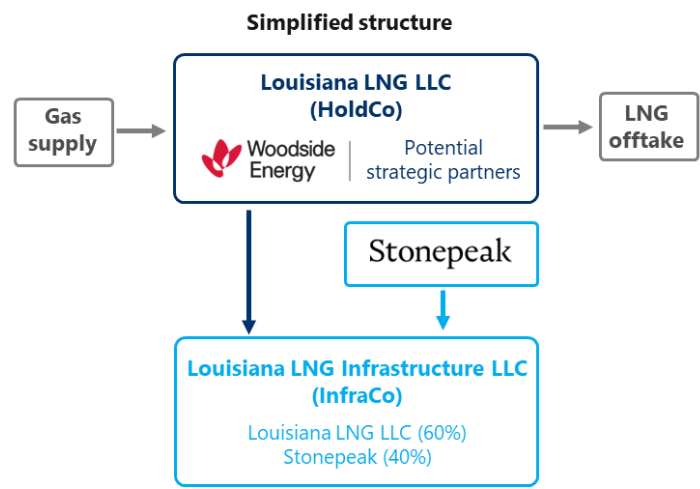 Simplified structure
Gas
supply
Louisiana LNG LLC
(HoldCo)
Woodside
Energy
Potential
strategic partners
LNG
offtake
Stonepeak
Louisiana LNG Infrastructure LLC
(InfraCo)
Louisiana LNG LLC (60%)
Stonepeak (40%)